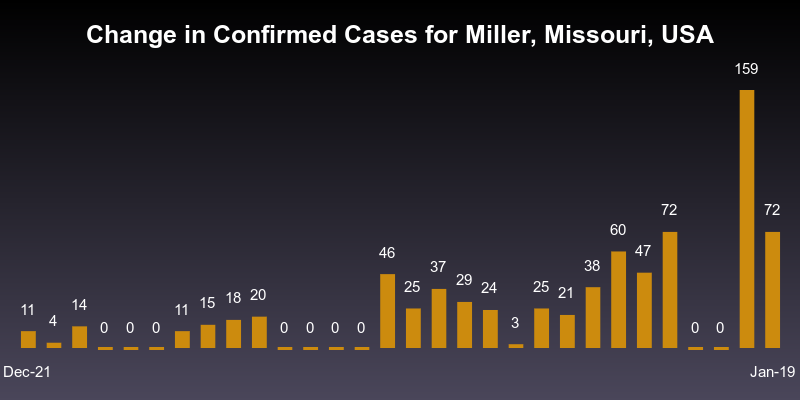 Change in Confirmed Cases for Miller, Missouri, USA
11 4 14 0 0 0 11 15 18 20 0 0 0 0 46 25 37 29 24 3 25 21 38 60 47 72 0 0 159 72
Dec-21 Jan-19